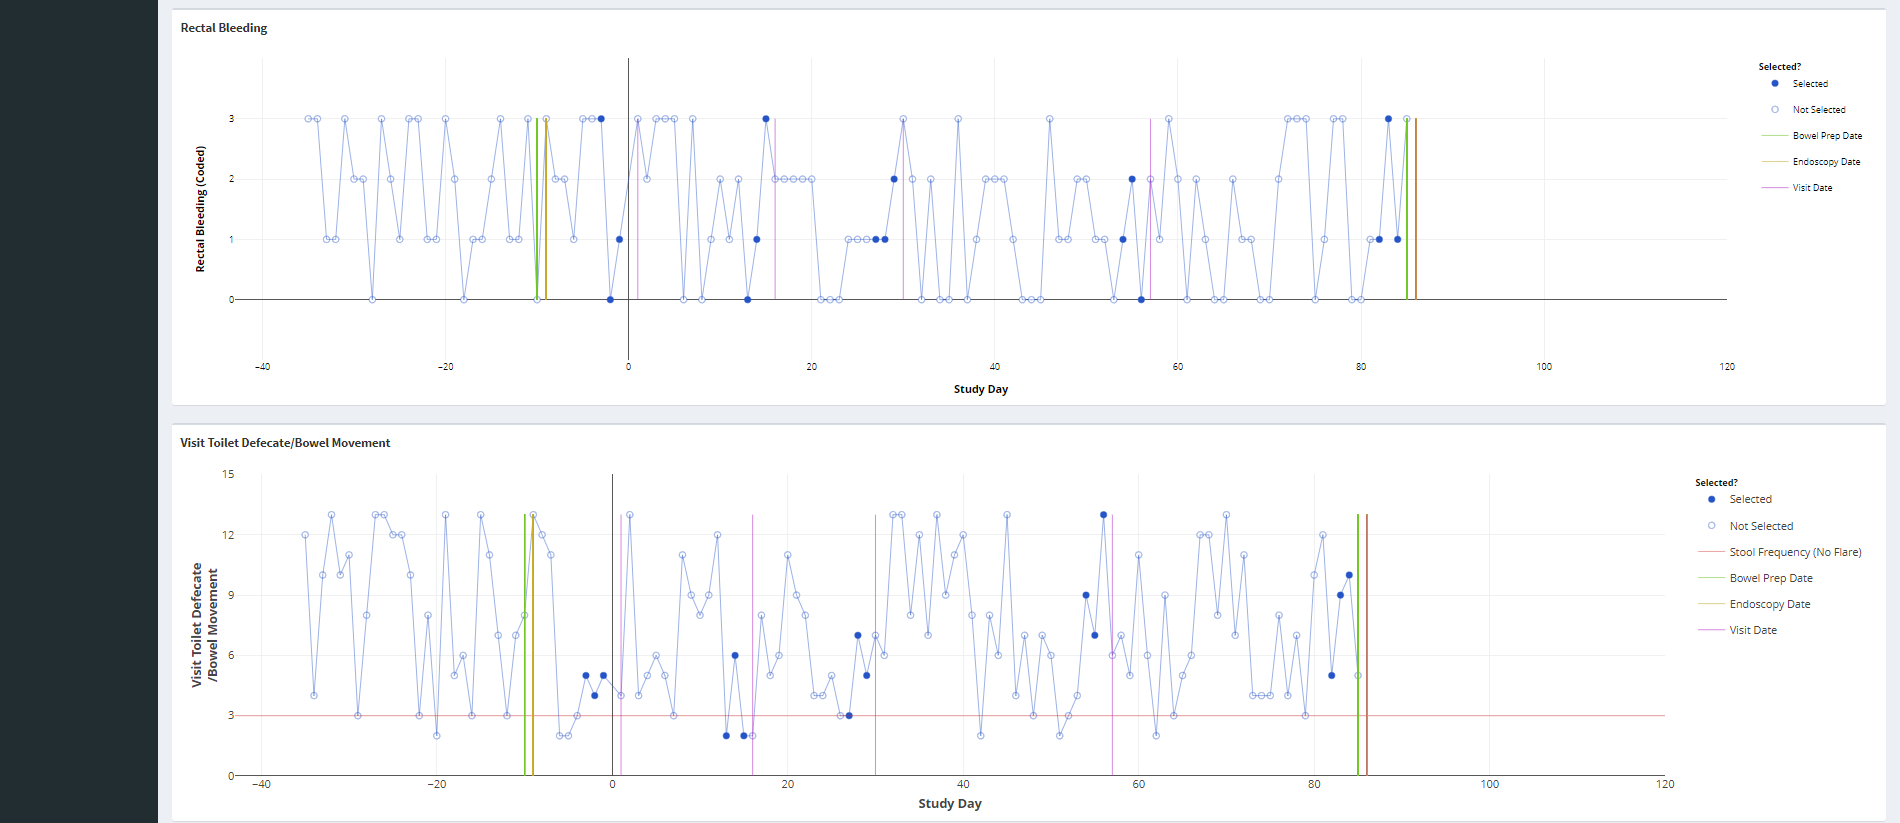 Rectal Bleeding
Selected?
Selected
Not Selected
Bowel Prep Date
Endoscopy Date
Visit Date
Rectal Bleeding (Coded)
3
2
1
0
−40
−20
0
20
40
60
80
100
120
Study Day
Visit Toilet Defecate/Bowel Movement
Selected?
Selected
Not Selected
Stool Frequency (No Flare)
Bowel Prep Date
Endoscopy Date
Visit Date
Visit Toilet Defecate
/Bowel Movement
15
12
9
6
3
0
−40
−20
0
20
40
60
80
100
120
Study Day